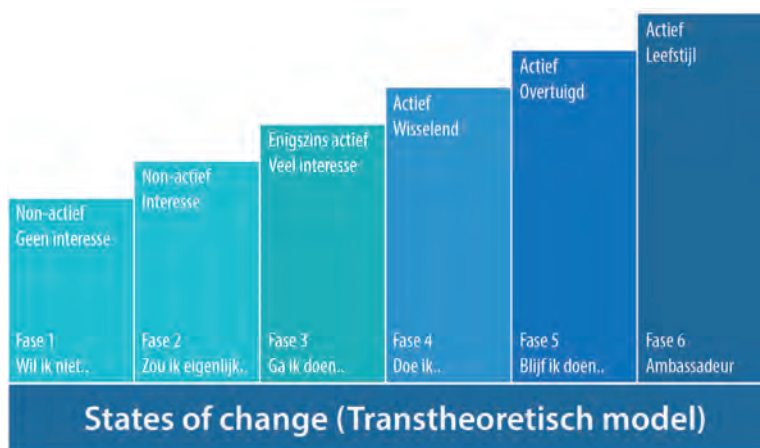 Non-actief
Geen interesse
Fase 1
Wil ik niet..
Non-actief
Interesse
Fase 2
Zou ik eigenlijk..
Enigszins actief
Veel interesse
Fase 3
Ga ik doen..
Actief
Wisselend
Fase 4
Doe ik..
Actief
Overtuigd
Fase 5
Blijf ik doen..
Actief
Leefstijl
Fase 6
Ambassadeur
States of change (Transtheoretisch model)